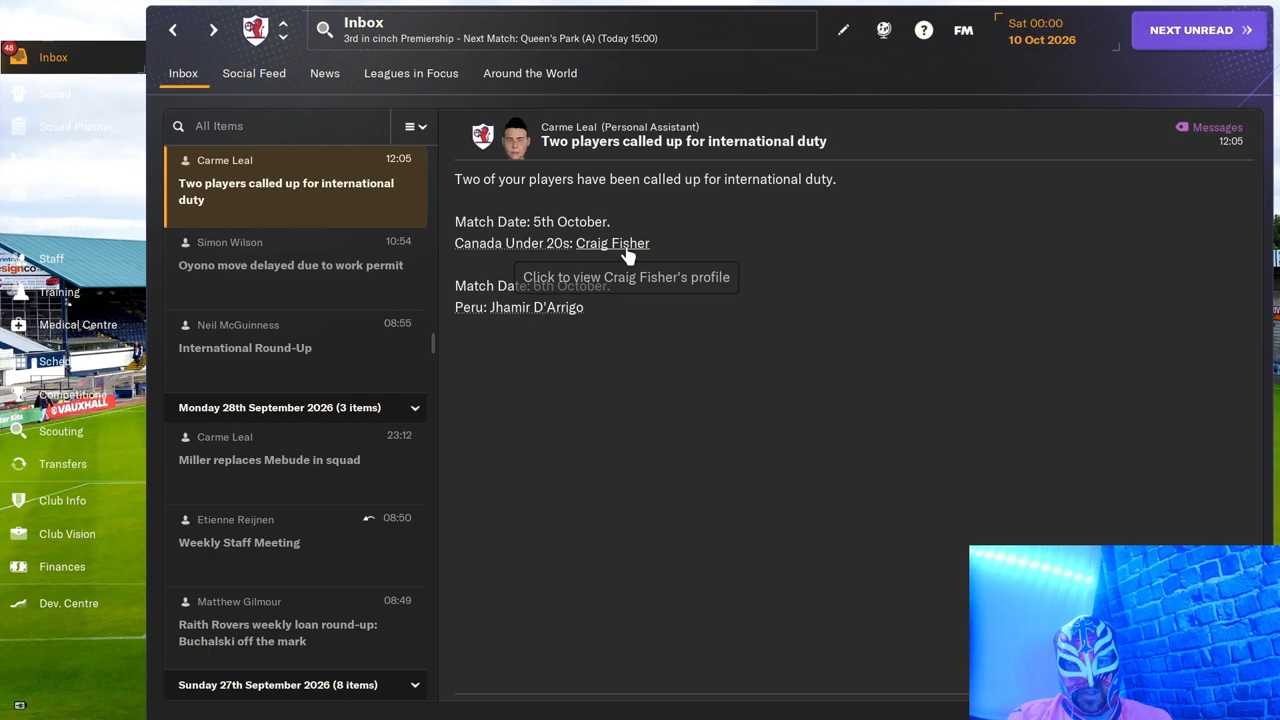 48
Inbox
Squad
Squad Planner
Staff
Training
Medical Centre
Sched
Competitions
Scouting
Transfers
Club Info
Club Vision
Finances
Dev. Centre
VAUXHALL
Inbox
3rd in cinch Premiership - Next Match: Queen's Park (A) (Today 15:00)
FM
Sat 00:00
10 Oct 2026
NEXT UNREAD
Inbox
Social Feed
News
Leagues in Focus
Around the World
All Items
Carme Leal
12:05
Two players called up for international
duty
Simon Wilson
10:54
Oyono move delayed due to work permit
Neil McGuinness
08:55
International Round-Up
Monday 28th September 2026 (3 items)
Carme Leal
23:12
Miller replaces Mebude in squad
Etienne Reijnen
08:50
Weekly Staff Meeting
Matthew Gilmour
08:49
Raith Rovers weekly loan round-up:
Buchalski off the mark
Sunday 27th September 2026 (8 items)
Carme Leal (Personal Assistant)
Two players called up for international duty
Messages
12:05
Two of your players have been called up for international duty.
Match Date: 5th October.
Canada Under 20s: Craig Fisher
Click to view Craig Fisher's profile
Match Date: 6th October.
Peru: Jhamir D'Arrigo